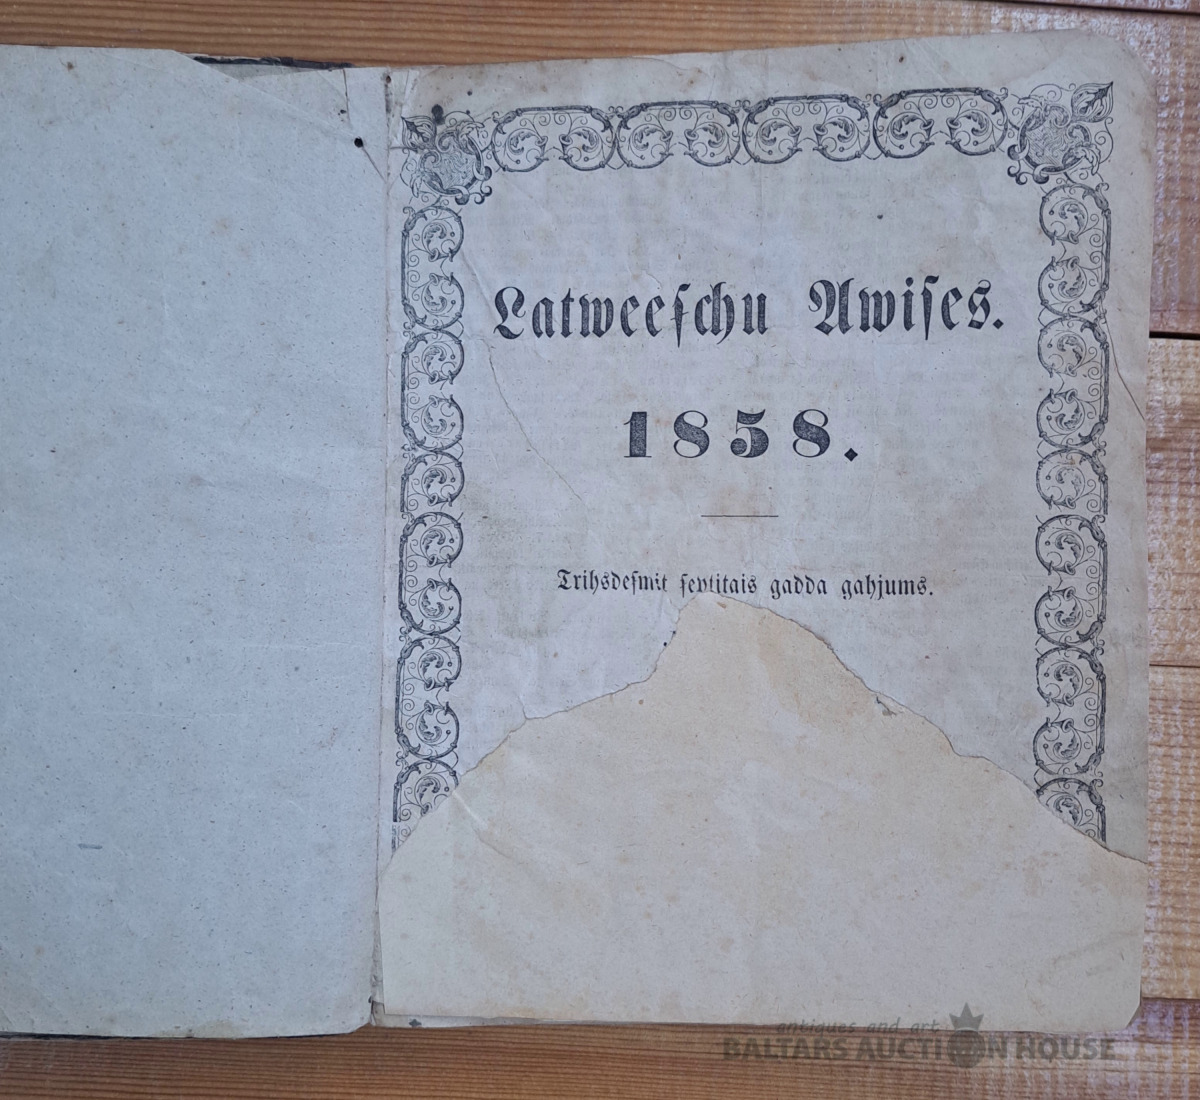 Latweeſchu Awiſes.
1858.
Trihsdeſmit ſeptitais gadda gahjums.
antiques and art
BALTARS AUCTION HOUSE